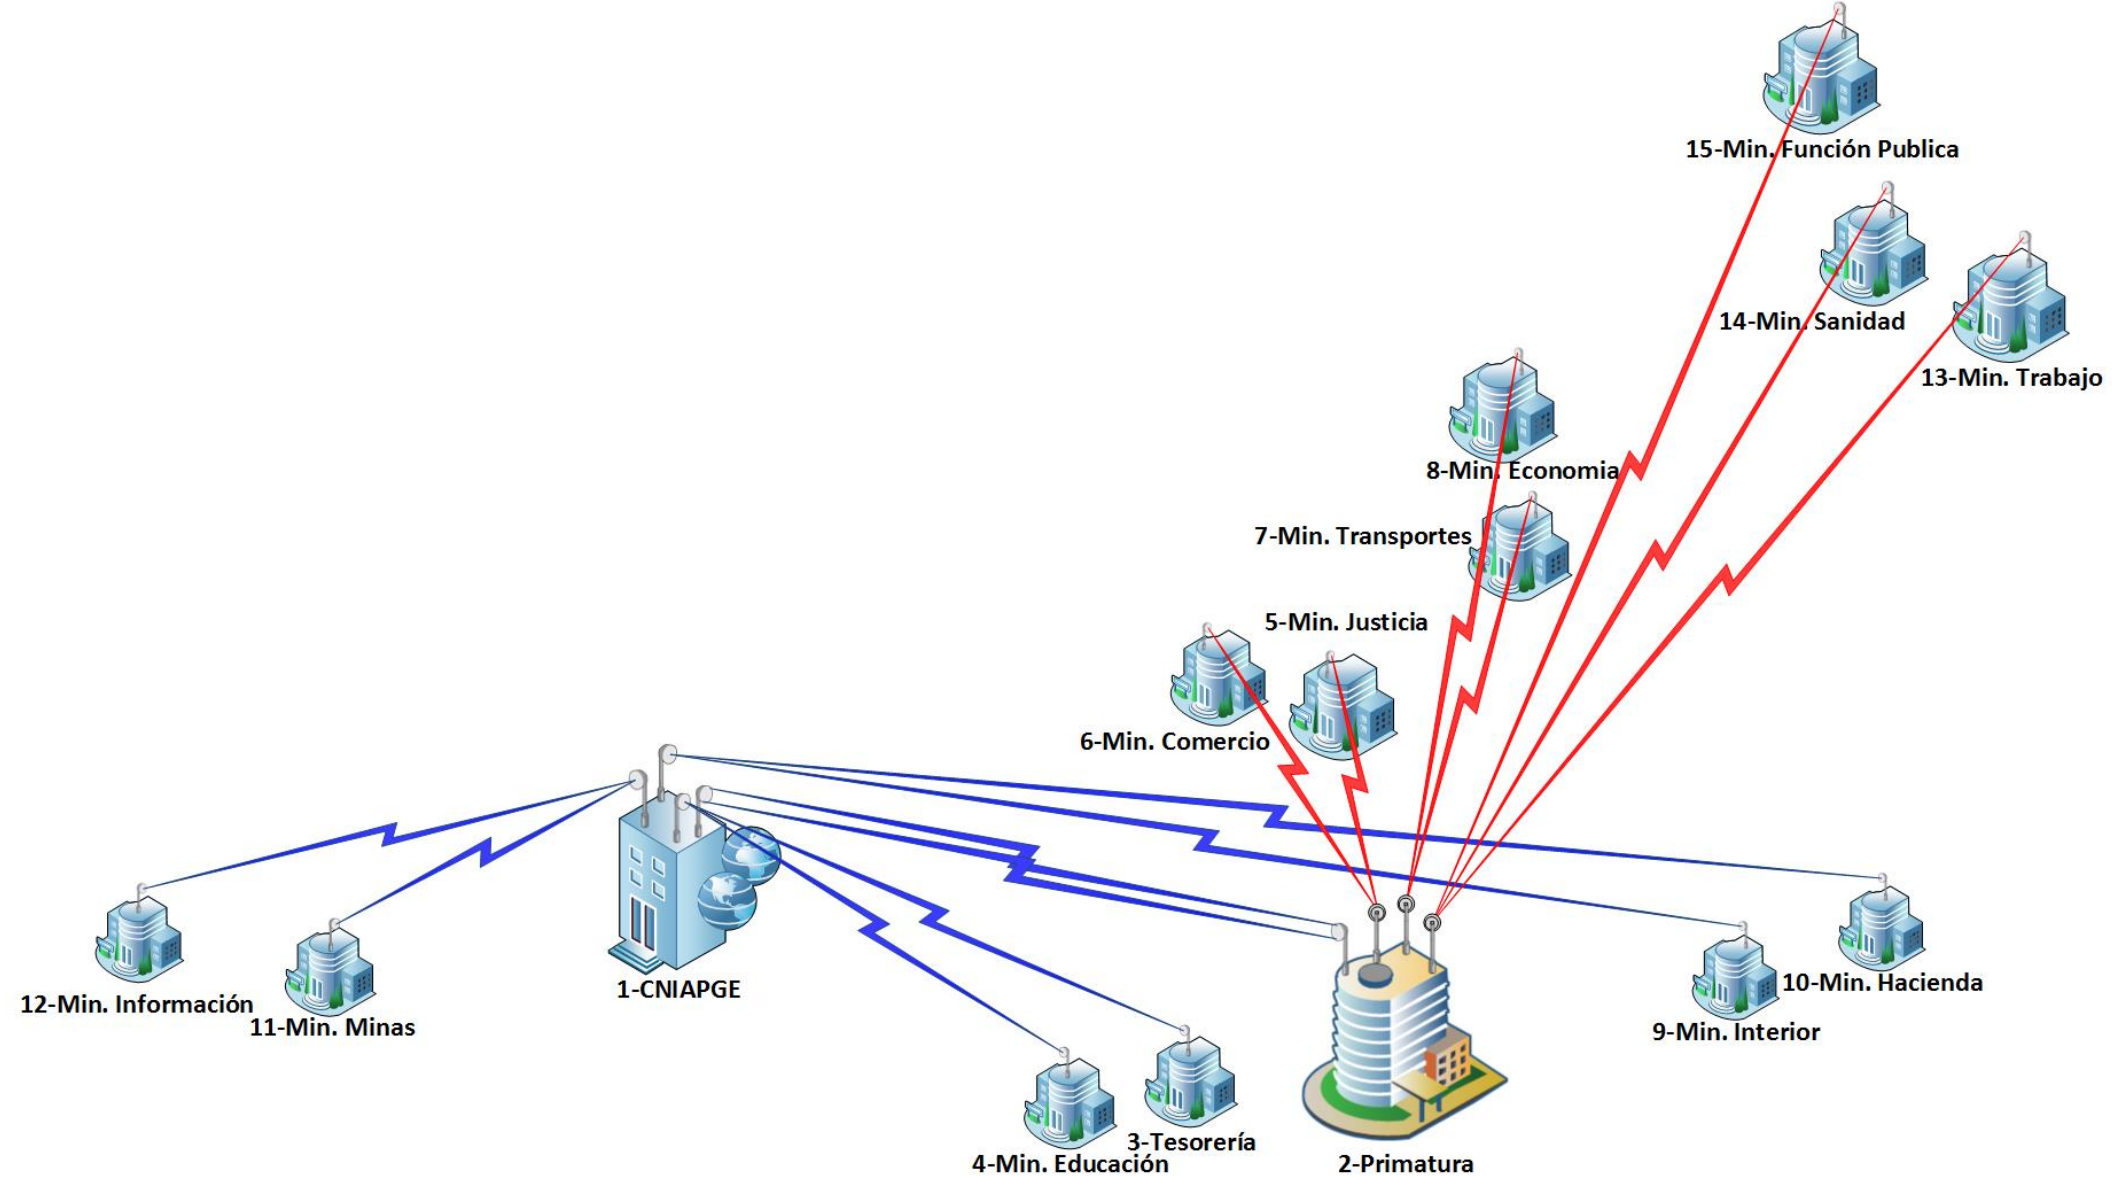 15-Min. Función Publica
14-Min. Sanidad
13-Min. Trabajo
8-Min. Economia
7-Min. Transportes
5-Min. Justicia
6-Min. Comercio
1-CNIAPGE
10-Min. Hacienda
12-Min. Información
11-Min. Minas
9-Min. Interior
3-Tesorería
4-Min. Educación
2-Primatura